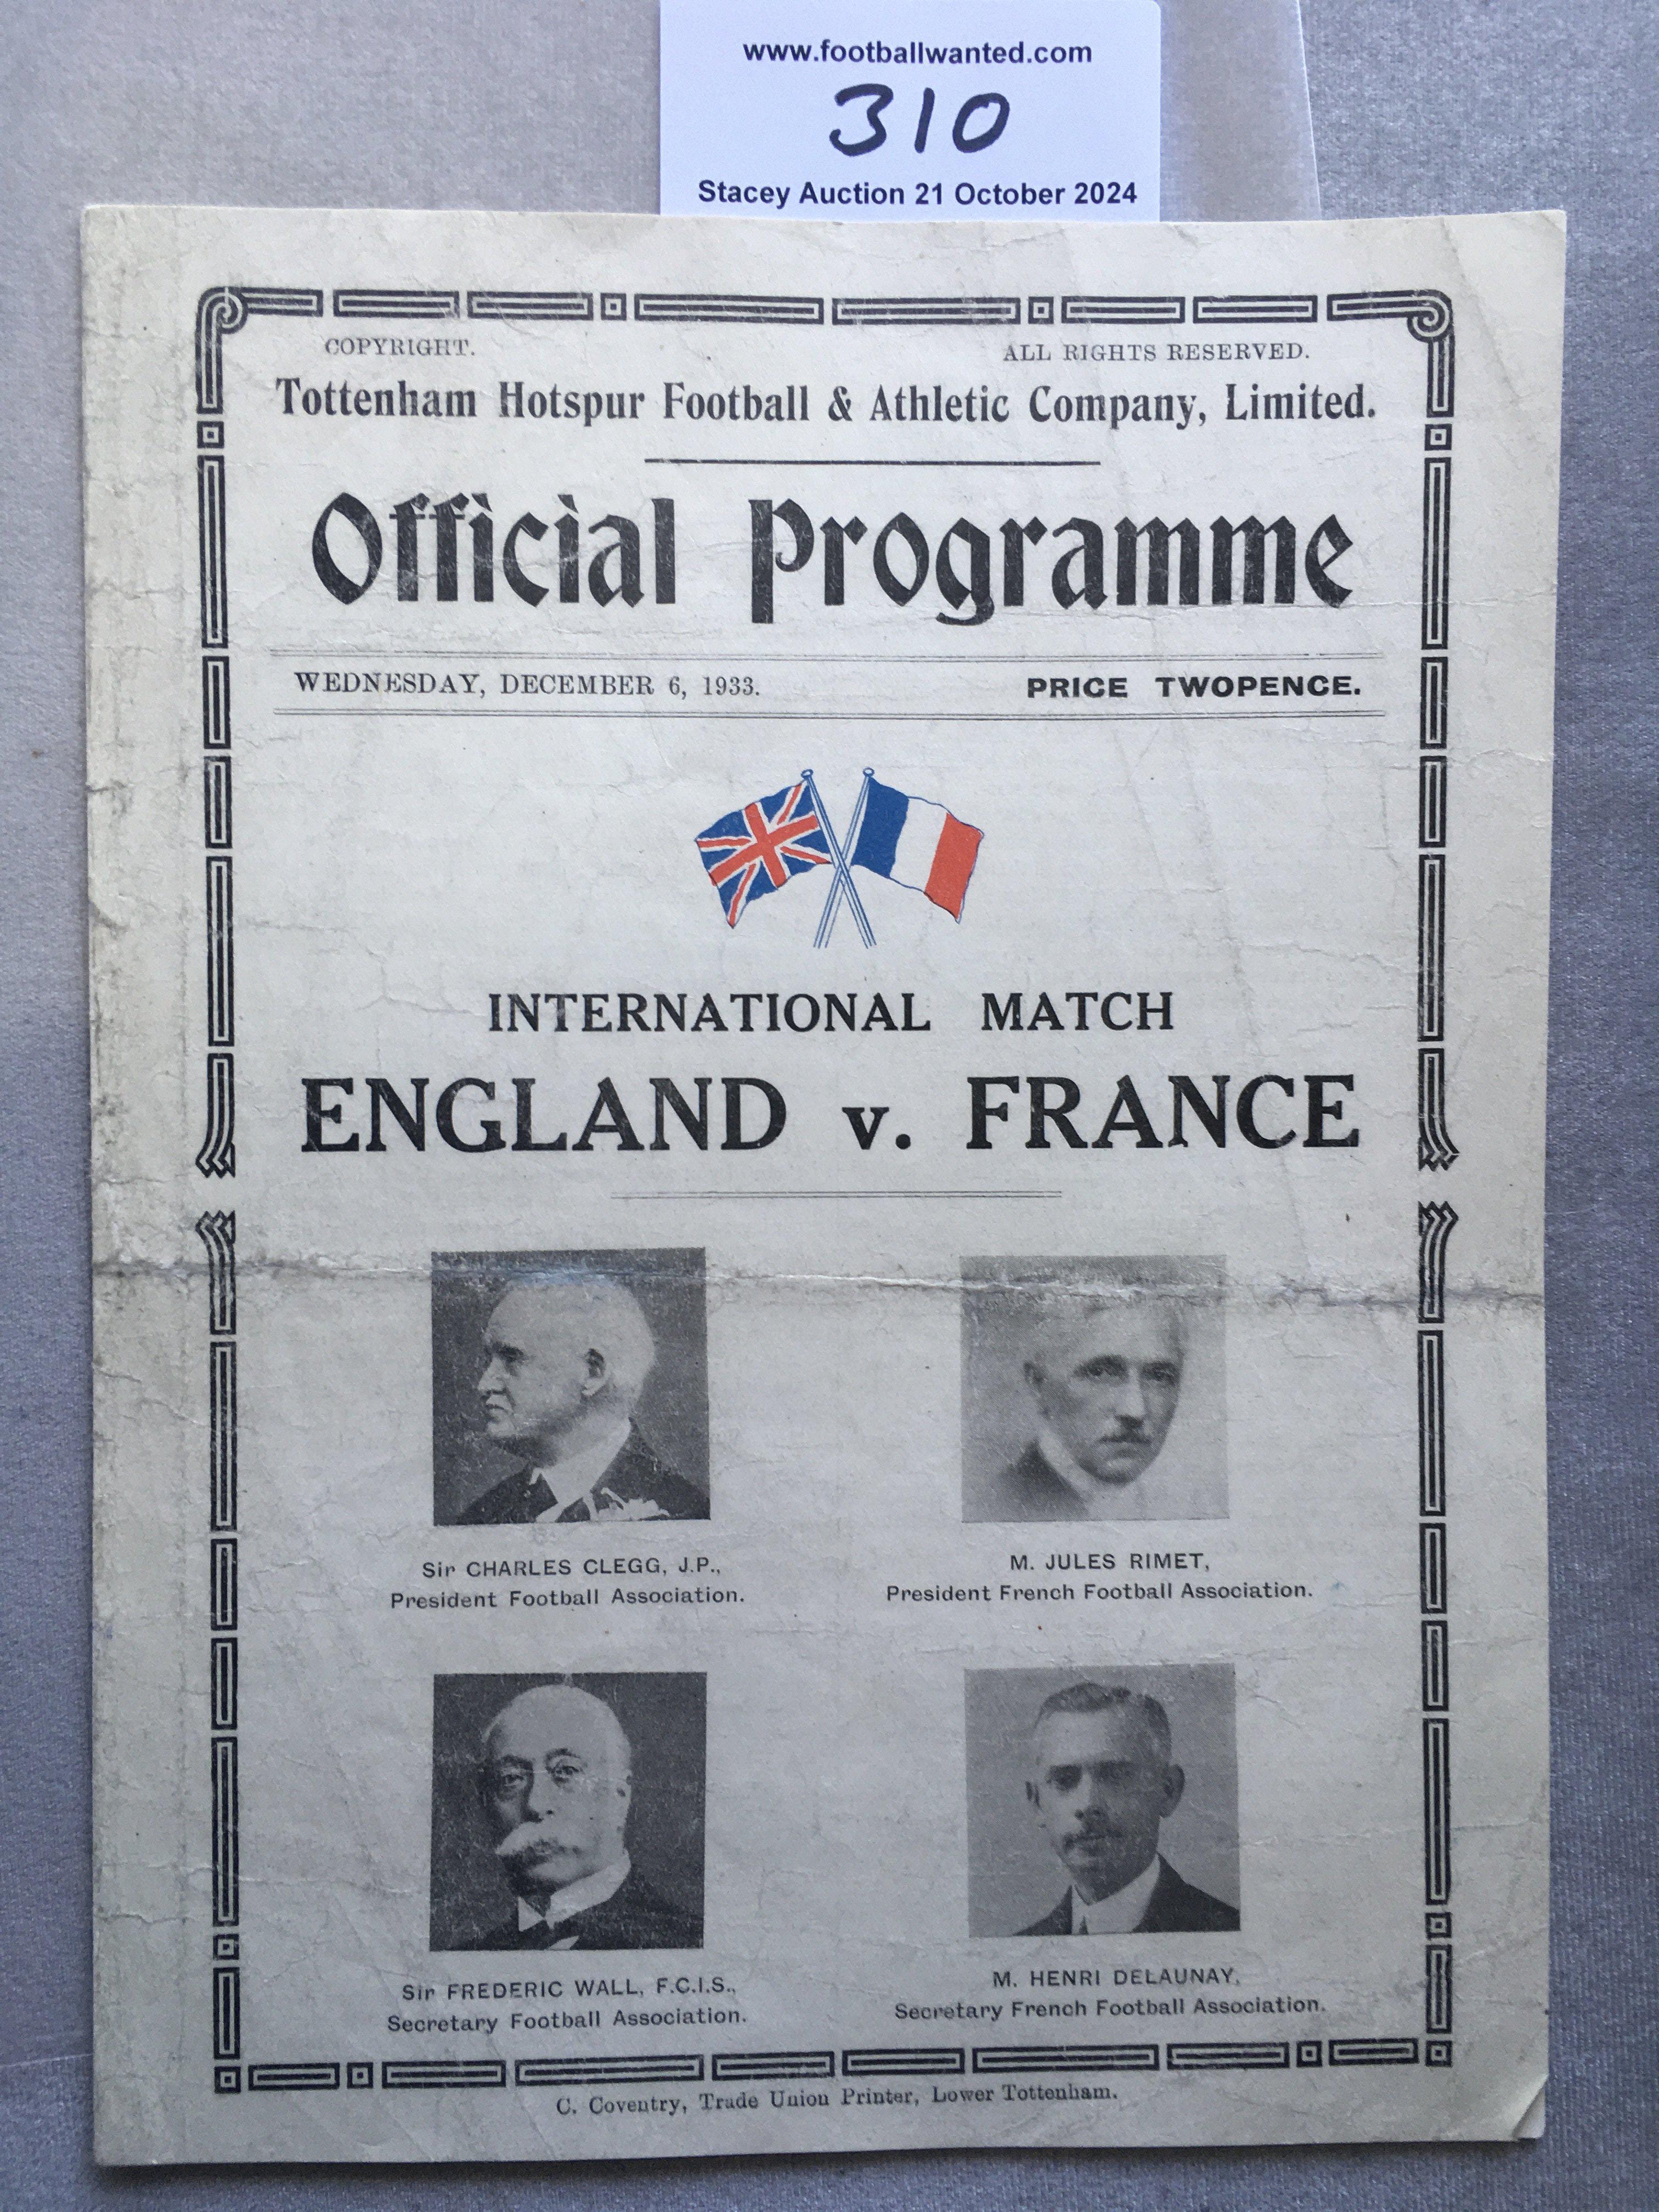 www.footballwanted.com
310
Stacey Auction 21 October 2024
COPYRIGHT. ALL RIGHTS RESERVED.
Tottenham Hotspur Football & Athletic Company, Limited.
Official Programme
WEDNESDAY, DECEMBER 6, 1933. PRICE TWOPENCE.
INTERNATIONAL MATCH
ENGLAND v. FRANCE
Sir CHARLES CLEGG, J.P.,
President Football Association.
M. JULES RIMET,
President French Football Association.
Sir FREDERIC WALL, F.C.I.S.,
Secretary Football Association.
M. HENRI DELAUNAY,
Secretary French Football Association.
C. Coventry, Trade Union Printer, Lower Tottenham.